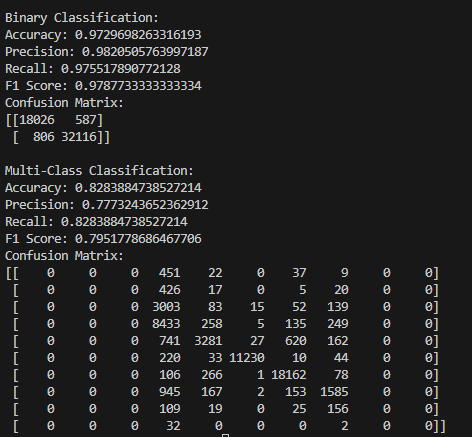 Binary Classification:
Accuracy: 0.9729698263316193
Precision: 0.9820505763997187
Recall: 0.975517890772128
F1 Score: 0.9787733333333334
Confusion Matrix:
[[18026   587]
 [  806 32116]]
Multi-Class Classification:
Accuracy: 0.8283884738527214
Precision: 0.7773243652362912
Recall: 0.8283884738527214
F1 Score: 0.7951778686467706
Confusion Matrix:
[[    0     0     0   451    22     0    37     9     0     0]
 [    0     0     0   426    17     0     5    20     0     0]
 [    0     0     0  3003    83    15    52   139     0     0]
 [    0     0     0  8433   258     5   135   249     0     0]
 [    0     0     0   741  3281    27   620   162     0     0]
 [    0     0     0   220    33 11230    10    44     0     0]
 [    0     0     0   106   266     1 18162    78     0     0]
 [    0     0     0   945   167     2   153  1585     0     0]
 [    0     0     0   109    19     0    25   156     0     0]
 [    0     0     0    32     0     0     0     2     0     0]]